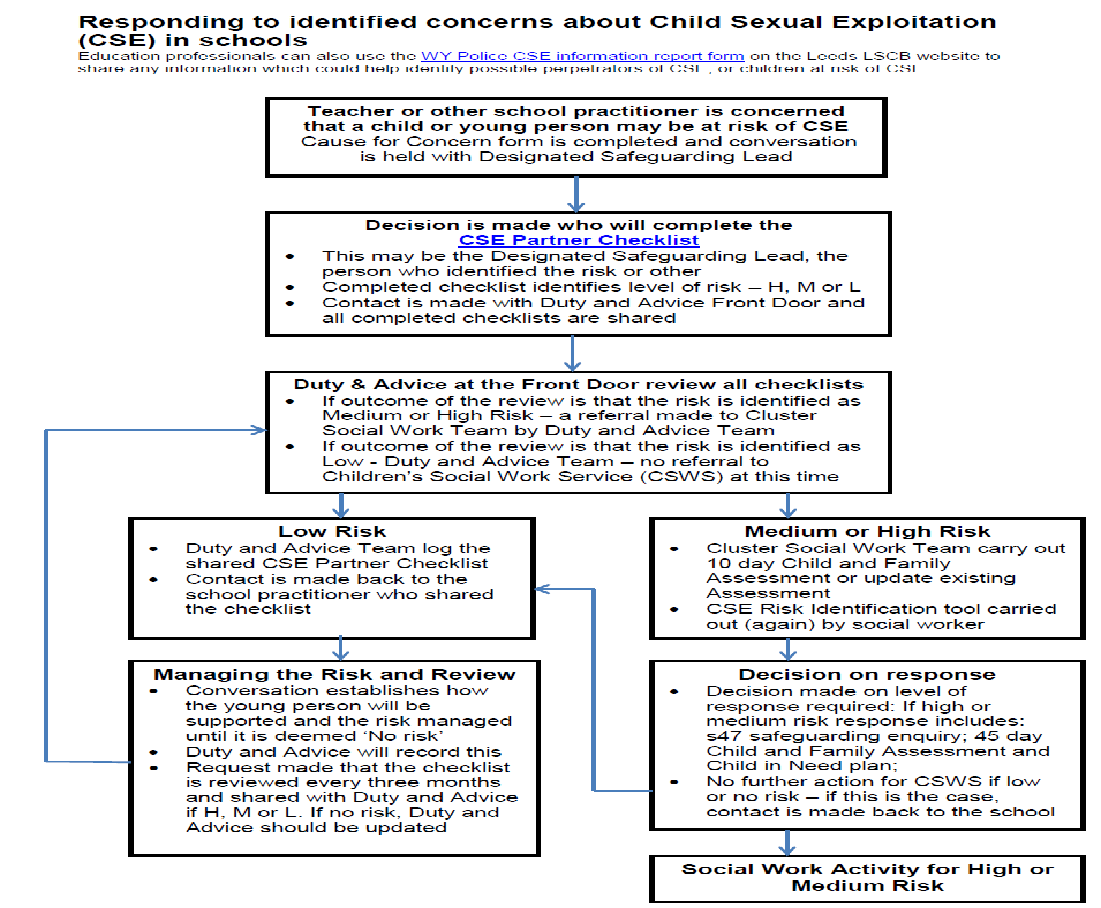 Responding to identified concerns about Child Sexual Exploitation
(CSE) in schools
Education professionals can also use the WY Police CSE information report form on the Leeds LSCB website to
share any information which could help identify possible perpetrators of CSE , or children at risk of CSE
Teacher or other school practitioner is concerned
that a child or young person may be at risk of CSE
Cause for Concern form is completed and conversation
is held with Designated Safeguarding Lead
Decision is made who will complete the
CSE Partner Checklist
• This may be the Designated Safeguarding Lead, the
person who identified the risk or other
• Completed checklist identifies level of risk – H, M or L
• Contact is made with Duty and Advice Front Door and
all completed checklists are shared
Duty & Advice at the Front Door review all checklists
• If outcome of the review is that the risk is identified as
Medium or High Risk – a referral made to Cluster
Social Work Team by Duty and Advice Team
• If outcome of the review is that the risk is identified as
Low - Duty and Advice Team – no referral to
Children's Social Work Service (CSWS) at this time
Low Risk
• Duty and Advice Team log the
shared CSE Partner Checklist
• Contact is made back to the
school practitioner who shared
the checklist
Medium or High Risk
• Cluster Social Work Team carry out
10 day Child and Family
Assessment or update existing
Assessment
• CSE Risk Identification tool carried
out (again) by social worker
Managing the Risk and Review
• Conversation establishes how
the young person will be
supported and the risk managed
until it is deemed 'No risk'
• Duty and Advice will record this
• Request made that the checklist
is reviewed every three months
and shared with Duty and Advice
if H, M or L. If no risk, Duty and
Advice should be updated
Decision on response
• Decision made on level of
response required: If high or
medium risk response includes:
s47 safeguarding enquiry; 45 day
Child and Family Assessment and
Child in Need plan;
• No further action for CSWS if low
or no risk – if this is the case,
contact is made back to the school
Social Work Activity for High or
Medium Risk